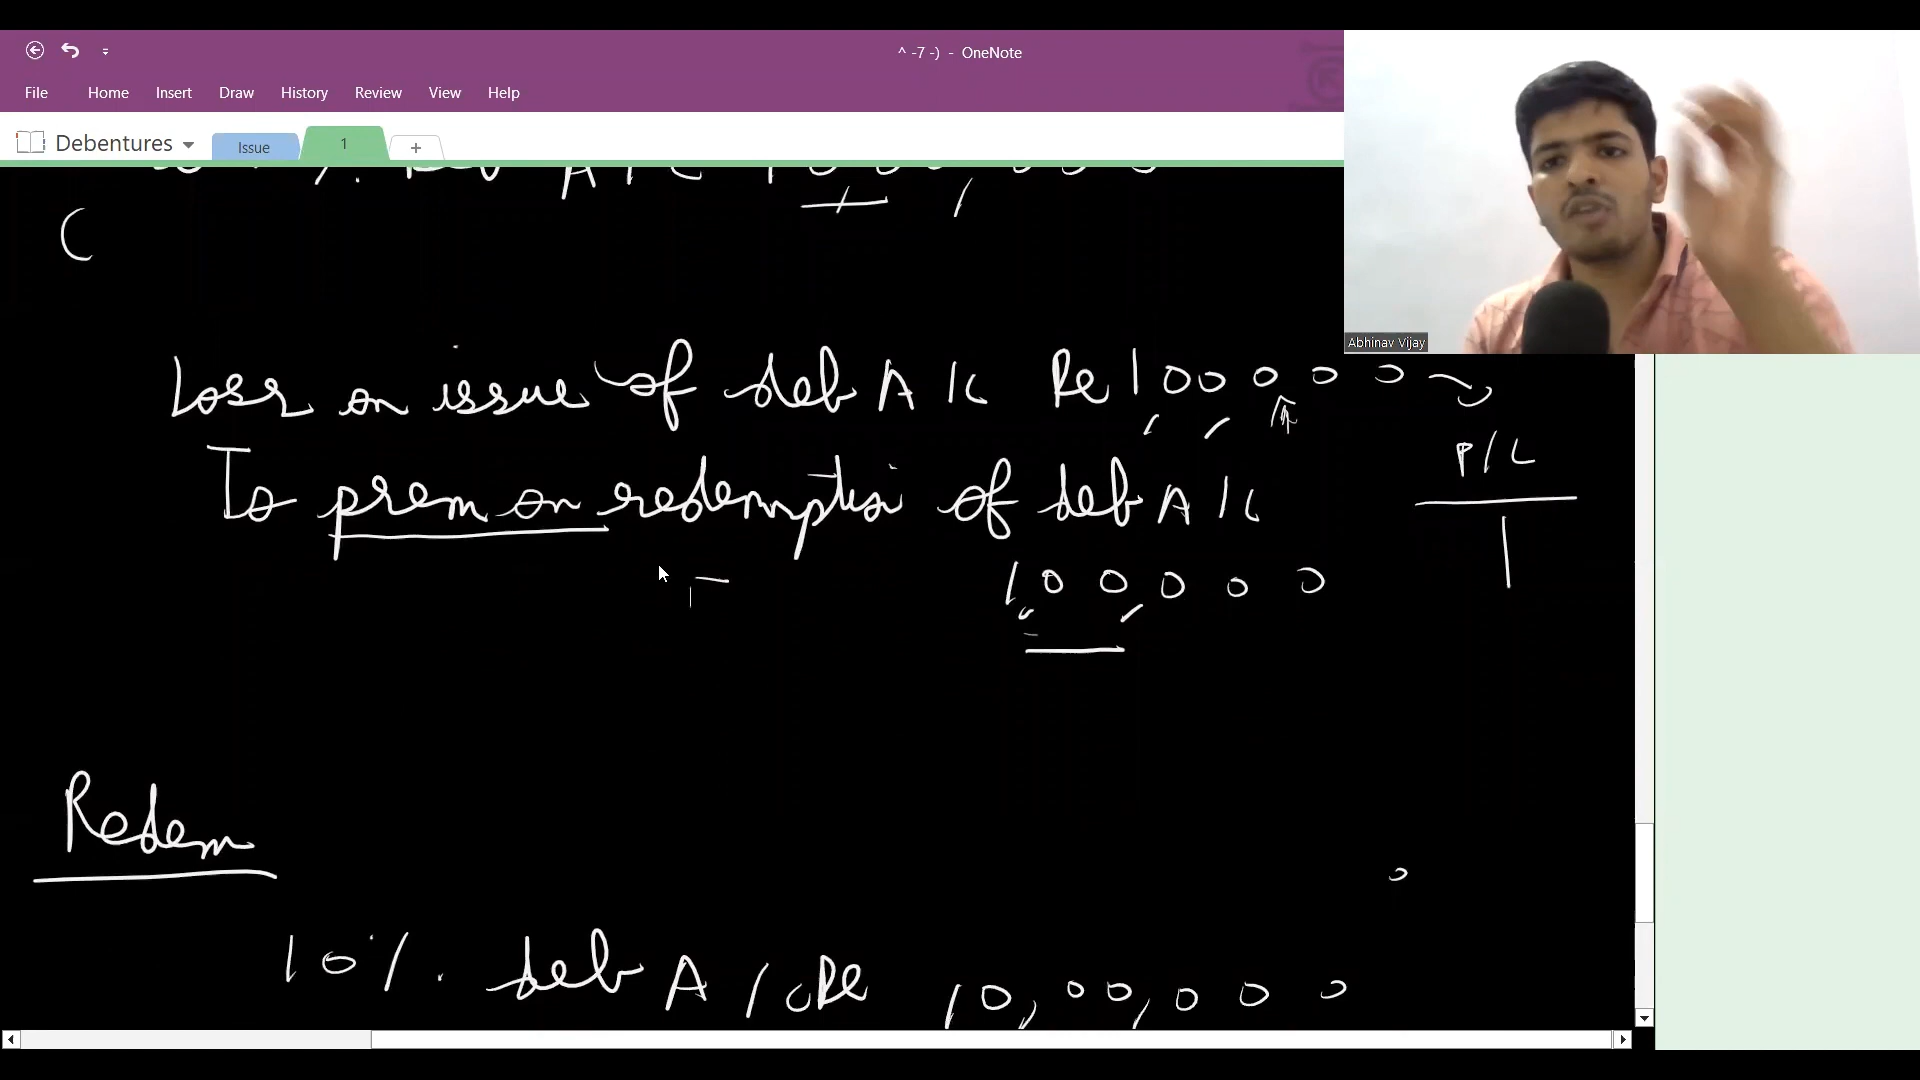 ^ -7 -) - OneNote
File Home Insert Draw History Review View Help
Debentures Issue 1 +
(
Loss on issue of deb A/c De 1,00,000
P/L
To prem on redemption of deb A/c
1,00,000
Redem
10%. deb A/c De 10,00,000
Abhinav Vijay